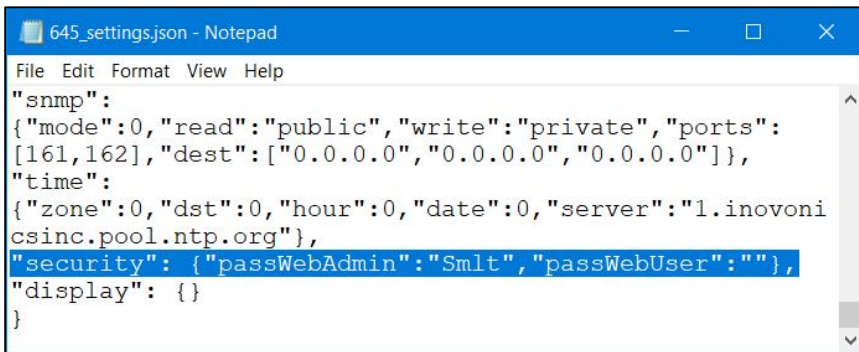 645_settings.json - Notepad
File Edit Format View Help
"snmp":
{"mode":0,"read":"public","write":"private","ports":
[161,162],"dest":["0.0.0.0","0.0.0.0","0.0.0.0"]},
"time":
{"zone":0,"dst":0,"hour":0,"date":0,"server":"1.inovoni
csinc.pool.ntp.org"},
"security": {"passWebAdmin":"Smlt","passWebUser":""},
"display": {}
}